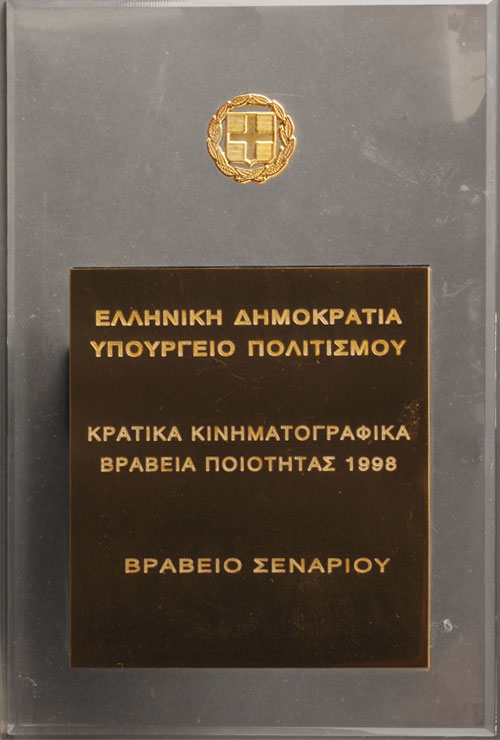 ΕΛΛΗΝΙΚΗ ΔΗΜΟΚΡΑΤΙΑ
ΥΠΟΥΡΓΕΙΟ ΠΟΛΙΤΙΣΜΟΥ
ΚΡΑΤΙΚΑ ΚΙΝΗΜΑΤΟΓΡΑΦΙΚΑ
ΒΡΑΒΕΙΑ ΠΟΙΟΤΗΤΑΣ 1998
ΒΡΑΒΕΙΟ ΣΕΝΑΡΙΟΥ